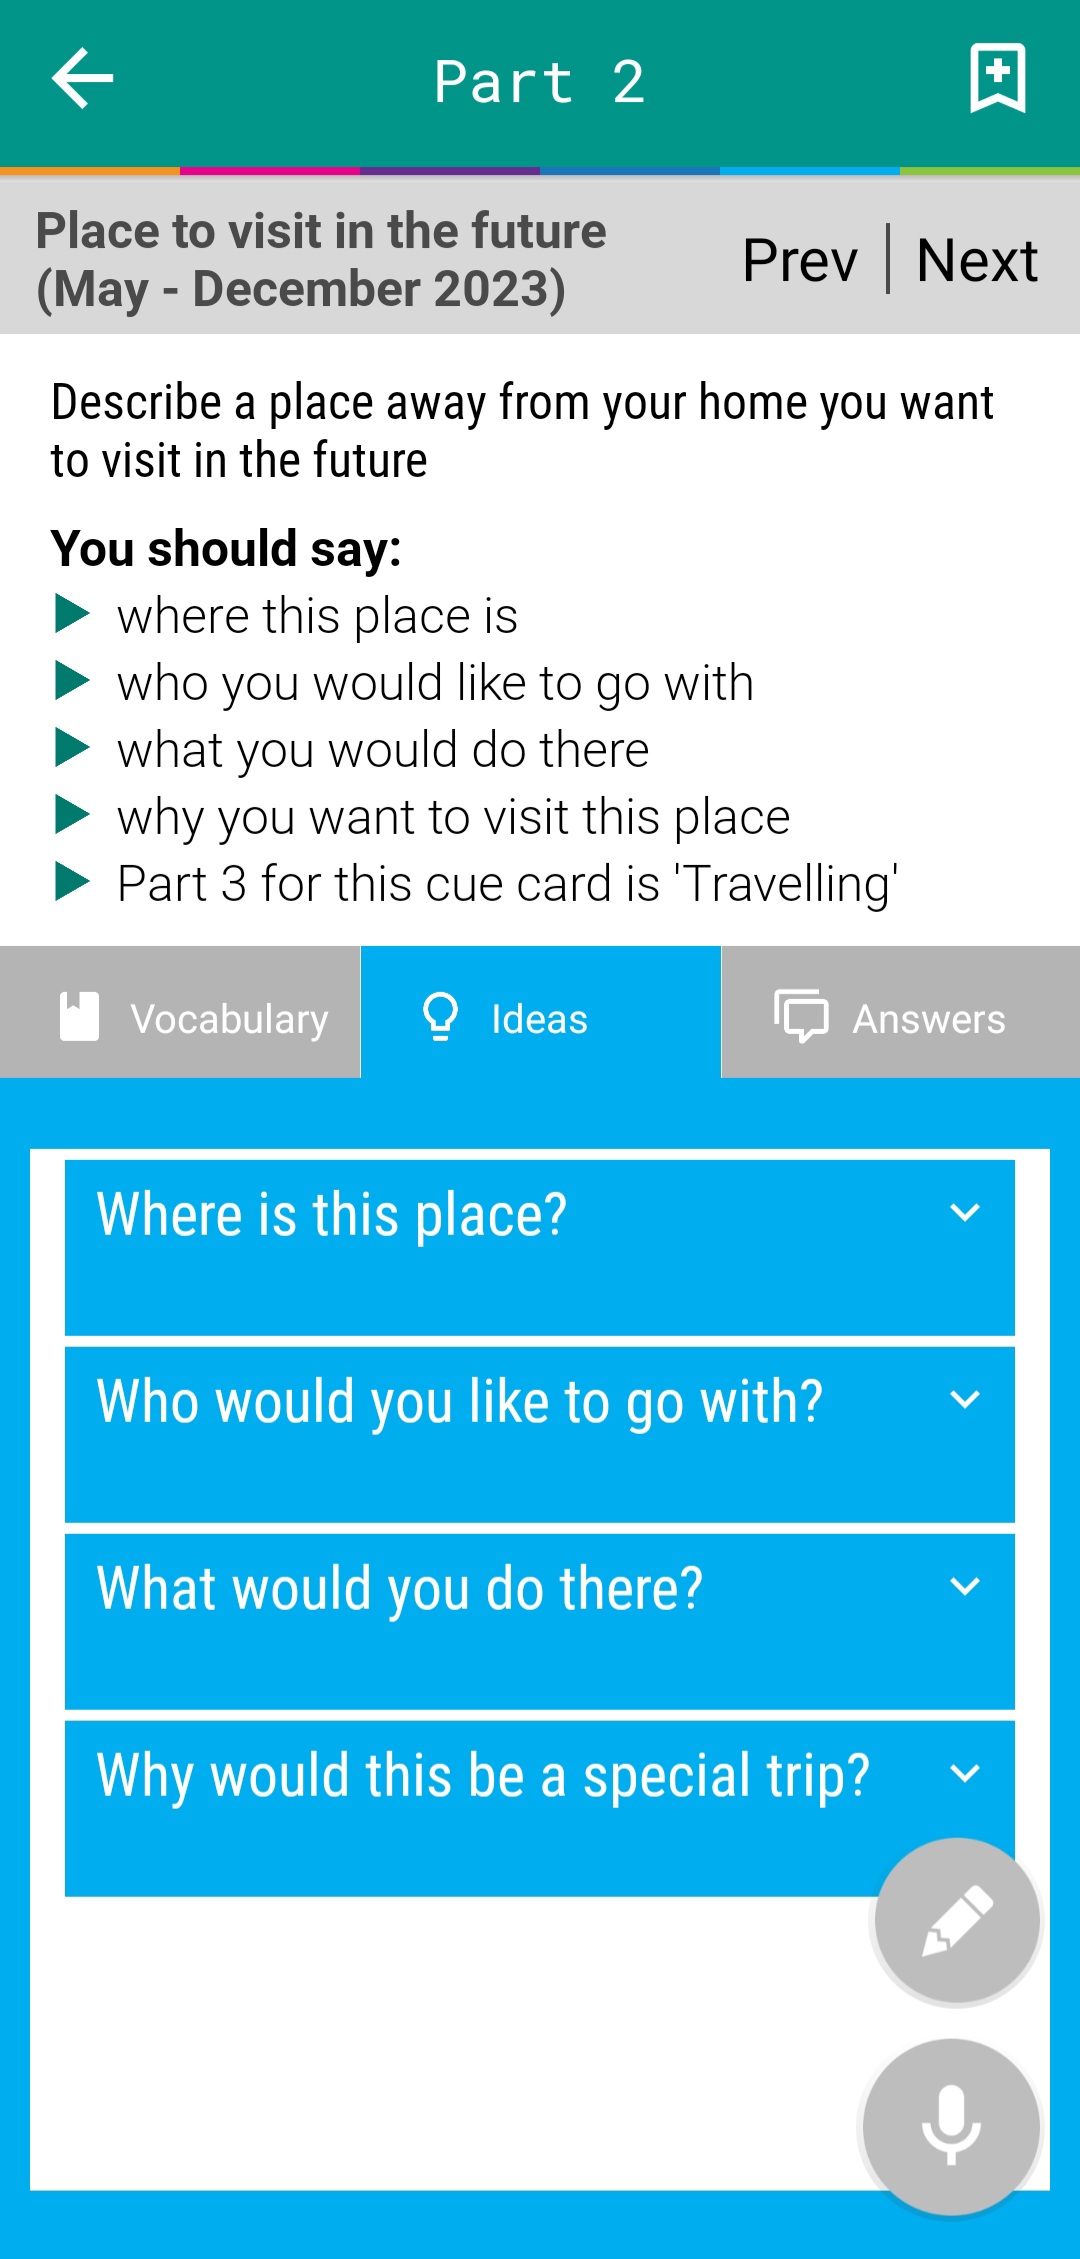 Part 2
Place to visit in the future
(May - December 2023)
Prev | Next
Describe a place away from your home you want
to visit in the future
You should say:
where this place is
who you would like to go with
what you would do there
why you want to visit this place
Part 3 for this cue card is 'Travelling'
Vocabulary
Ideas
Answers
Where is this place?
Who would you like to go with?
What would you do there?
Why would this be a special trip?